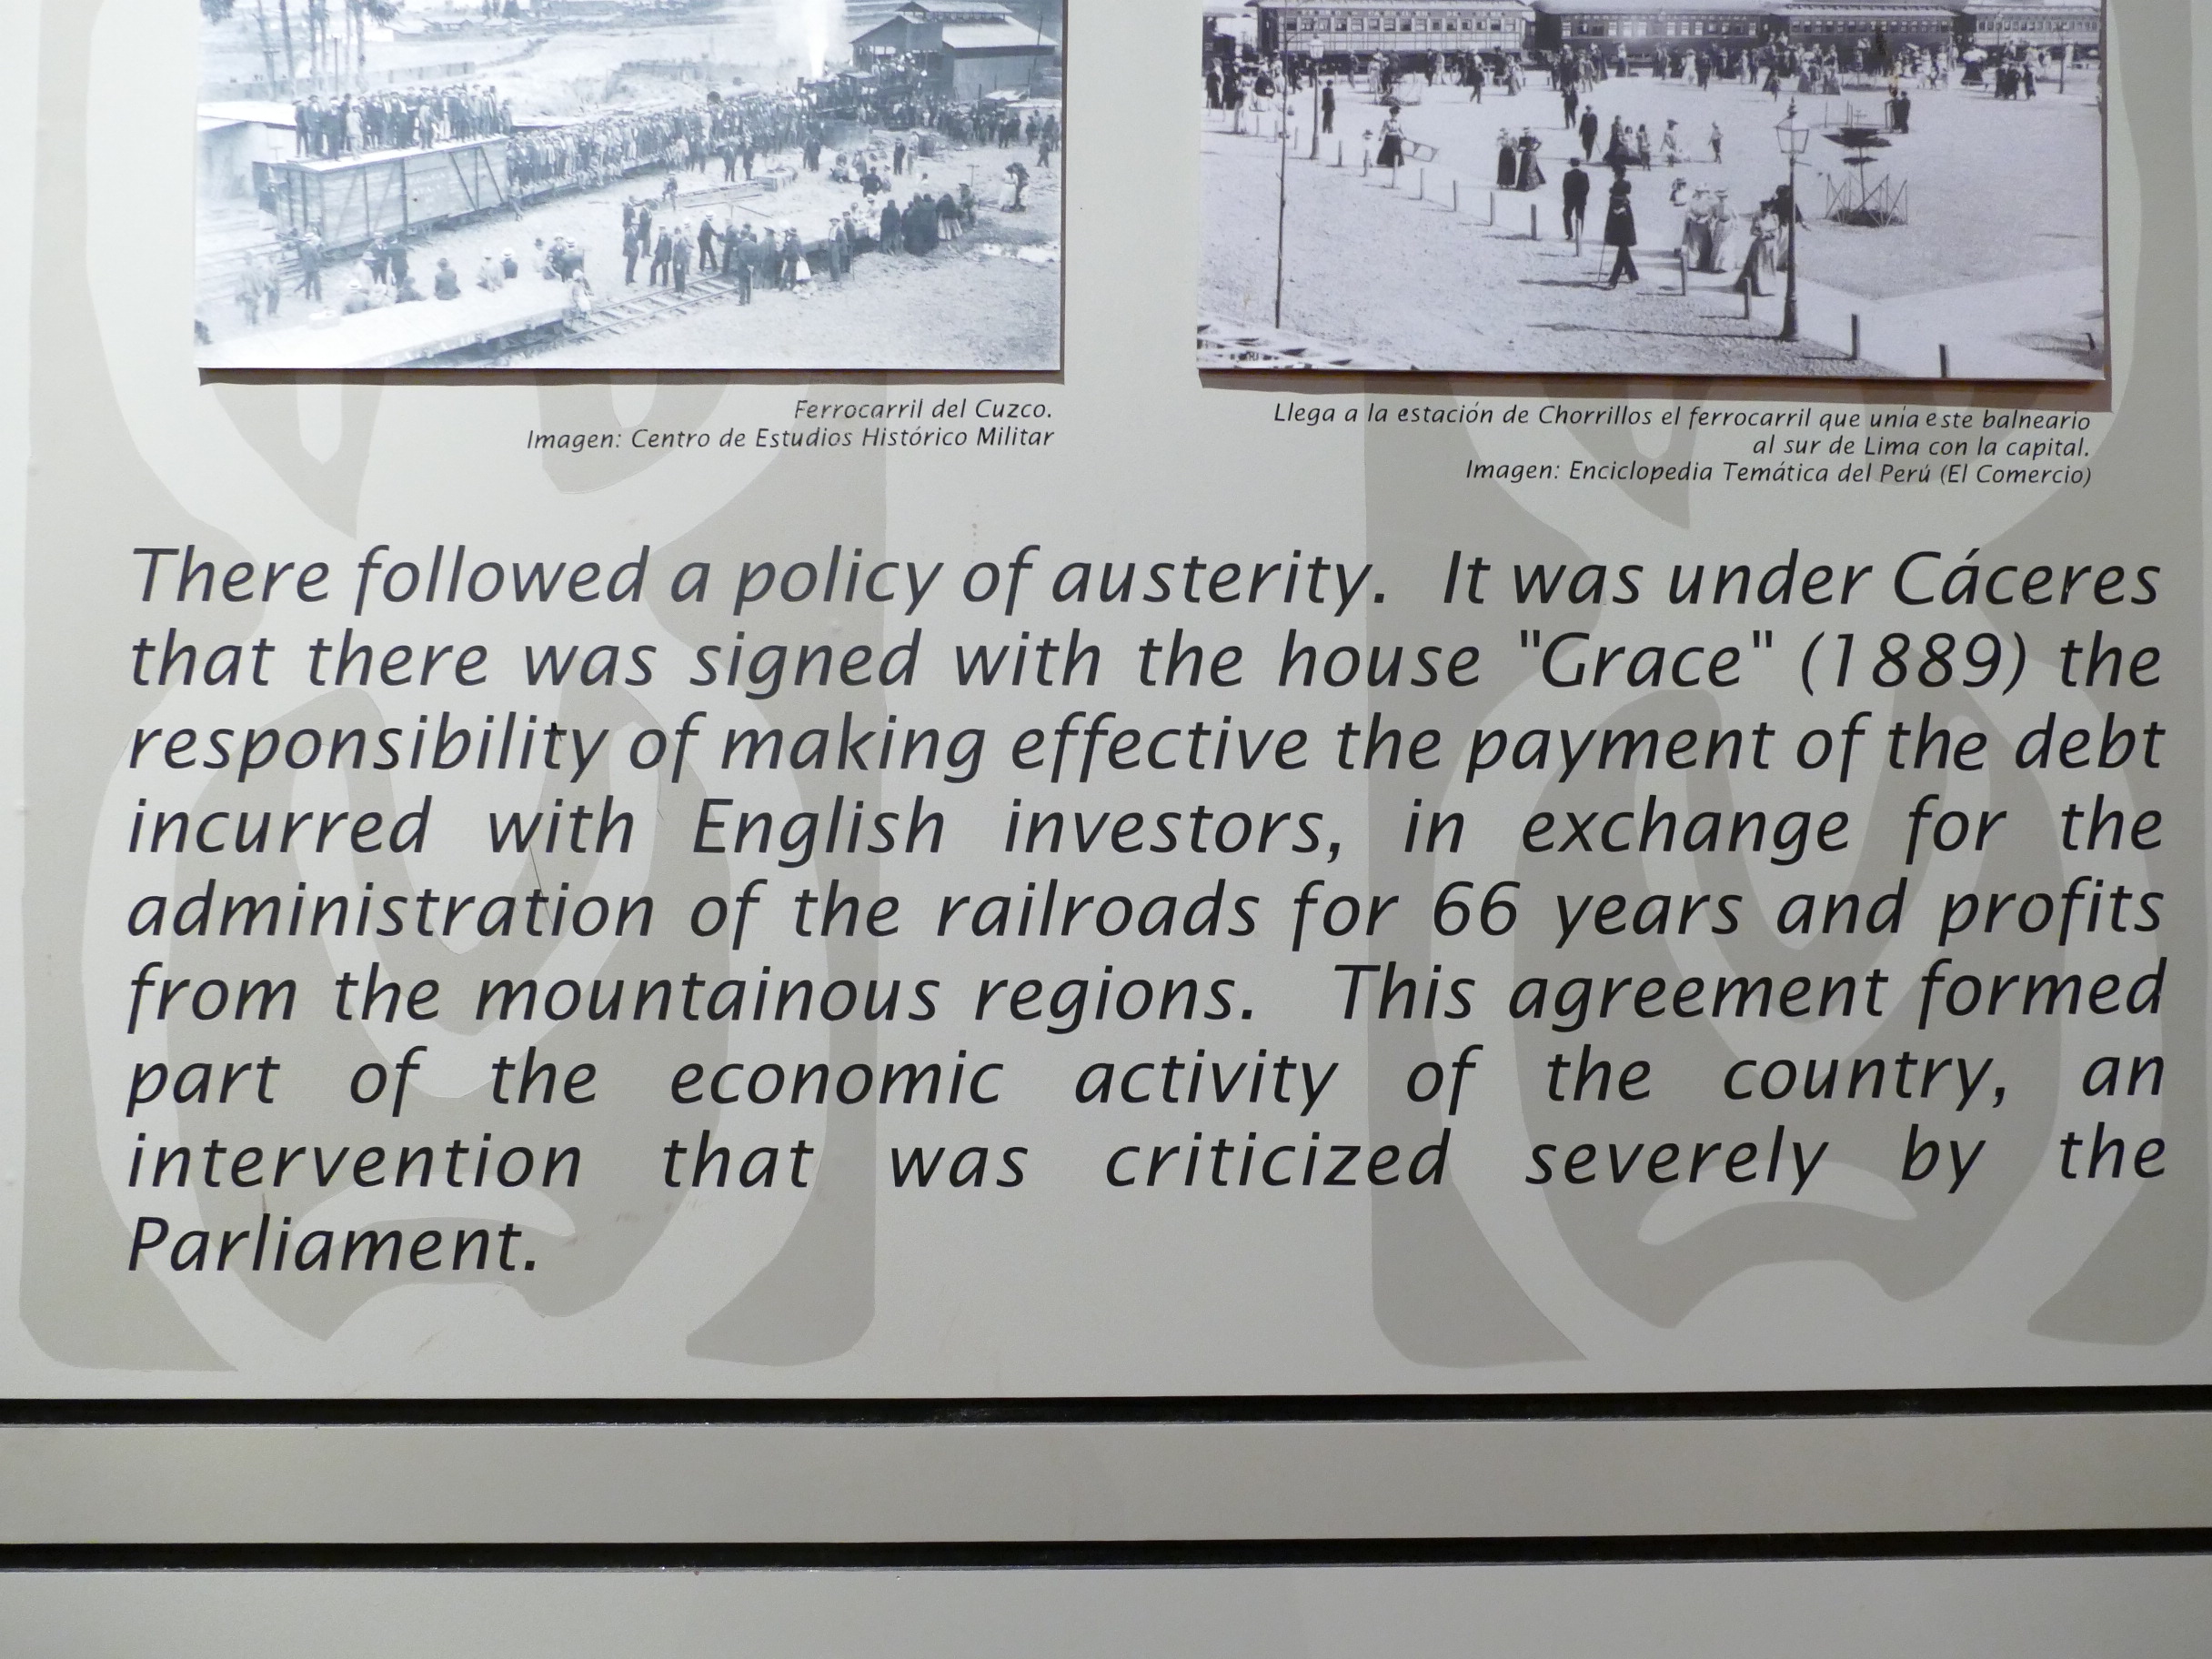 Ferrocarril del Cuzco.
Imagen: Centro de Estudios Histórico Militar
Llega a la estación de Chorrillos el ferrocarril que unia este balneario
al sur de Lima con la capital.
Imagen: Enciclopedia Temática del Perú (El Comercio)
There followed a policy of austerity. It was under Cáceres
that there was signed with the house "Grace" (1889) the
responsibility of making effective the payment of the debt
incurred with English investors, in exchange for the
administration of the railroads for 66 years and profits
from the mountainous regions. This agreement formed
part of the economic activity of the country, an
intervention that was criticized severely by the
Parliament.